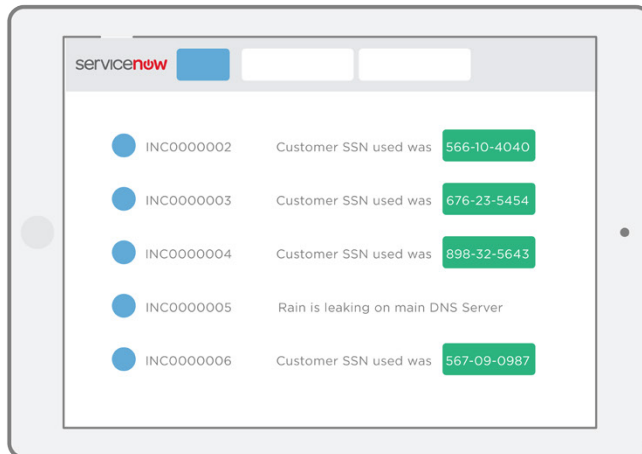 servicenow
INC0000002 Customer SSN used was 566-10-4040
INC0000003 Customer SSN used was 676-23-5454
INC0000004 Customer SSN used was 898-32-5643
INC0000005 Rain is leaking on main DNS Server
INC0000006 Customer SSN used was 567-09-0987